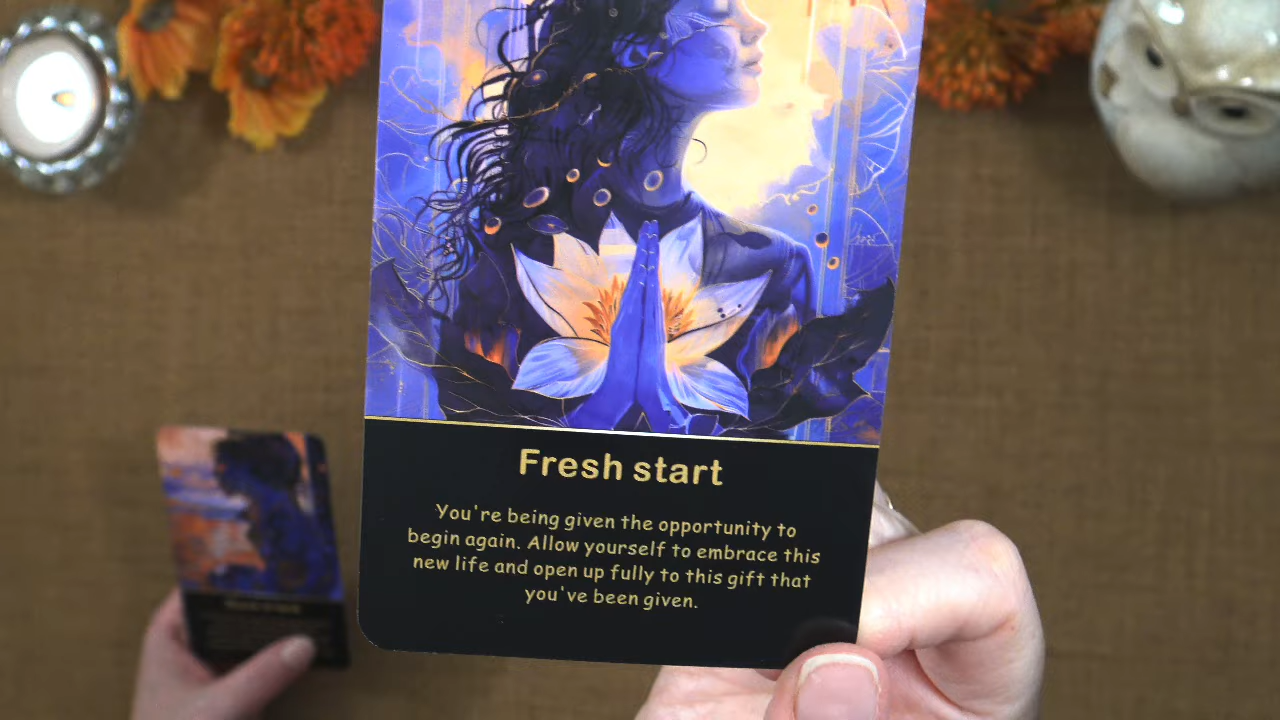 Fresh start
You're being given the opportunity to
begin again. Allow yourself to embrace this
new life and open up fully to this gift that
you've been given.